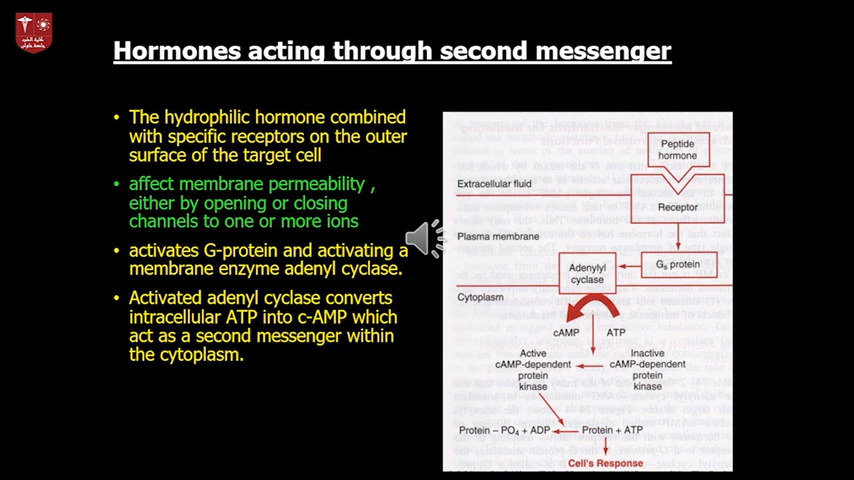 Hormones acting through second messenger
• The hydrophilic hormone combined
with specific receptors on the outer
surface of the target cell
• affect membrane permeability ,
either by opening or closing
channels to one or more ions
• activates G-protein and activating a
membrane enzyme adenyl cyclase.
• Activated adenyl cyclase converts
intracellular ATP into c-AMP which
act as a second messenger within
the cytoplasm.
Peptide
hormone
Extracellular fluid
Receptor
Plasma membrane
Adenylyl
cyclase
Gs protein
Cytoplasm
cAMP
ATP
Active
cAMP-dependent
protein
kinase
Inactive
cAMP-dependent
protein
kinase
Protein – PO4 + ADP
Protein + ATP
Cell's Response